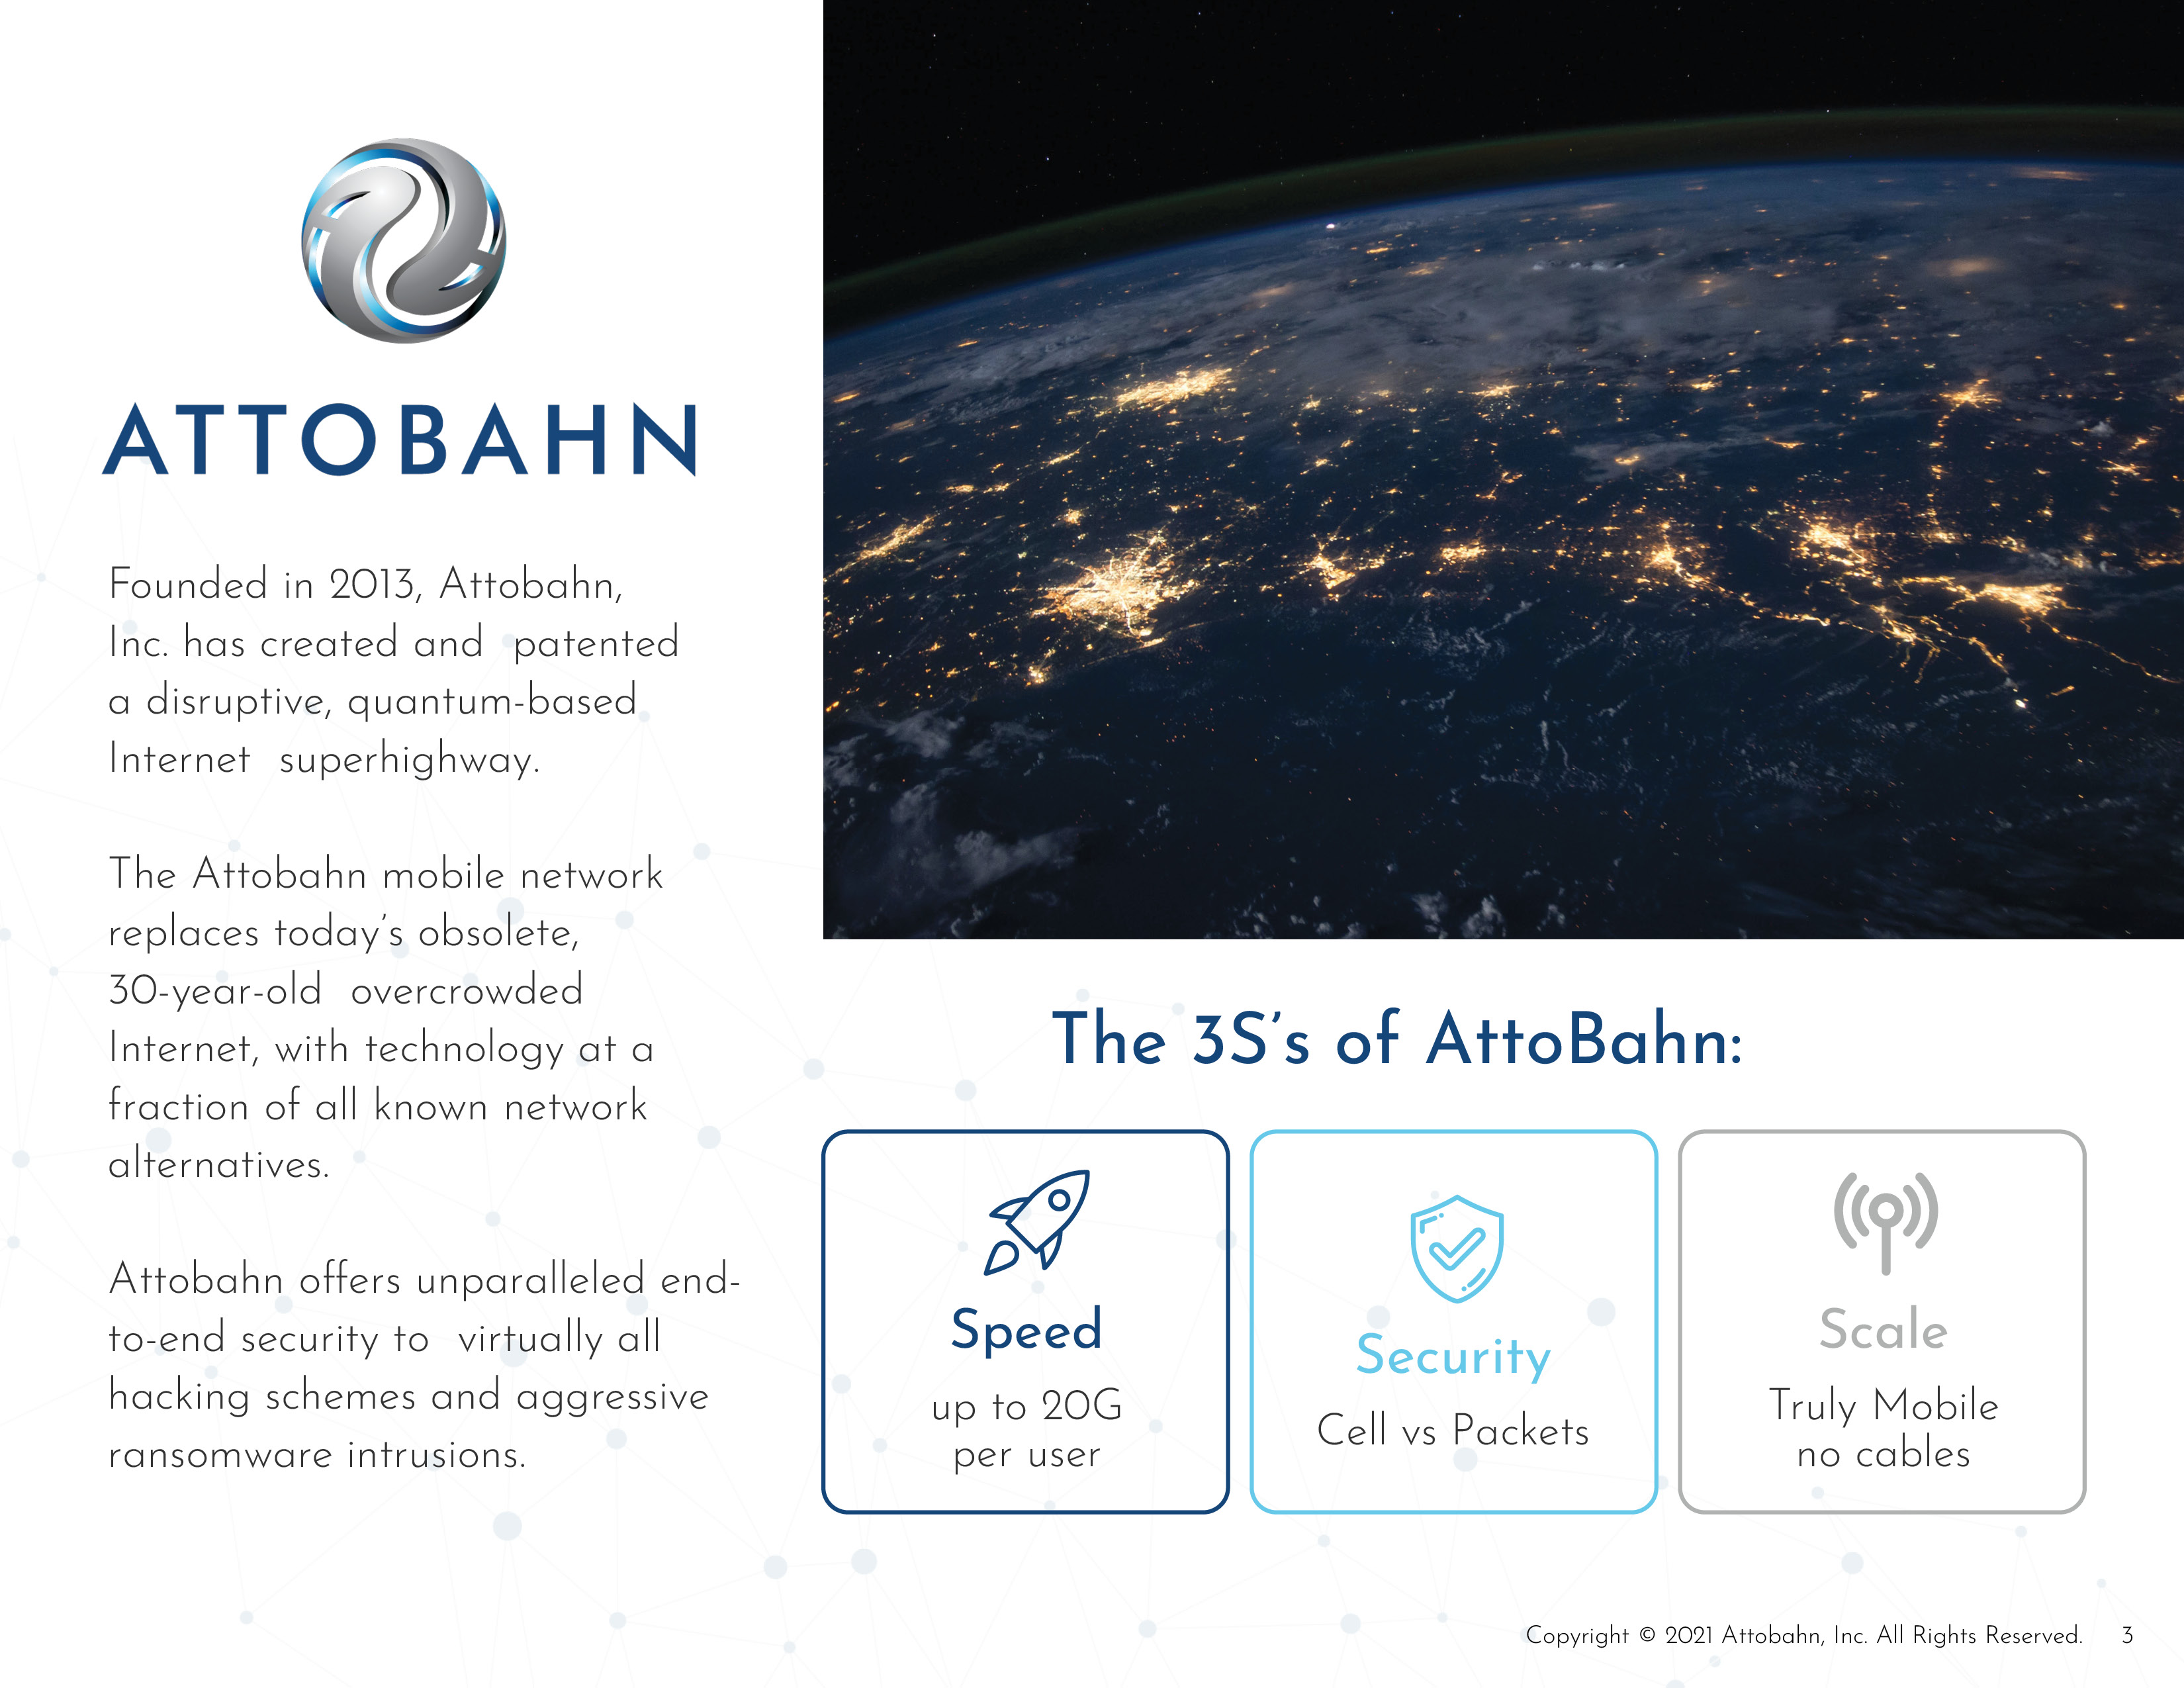 ATTOBAHN
Founded in 2013, Attobahn,
Inc. has created and patented
a disruptive, quantum-based
Internet superhighway.
The Attobahn mobile network
replaces today's obsolete,
30-year-old overcrowded
Internet, with technology at a
fraction of all known network
alternatives.
Attobahn offers unparalleled end-
to-end security to virtually all
hacking schemes and aggressive
ransomware intrusions.
The 3S's of AttoBahn:
Speed
up to 20G
per user
Security
Cell vs Packets
Scale
Truly Mobile
no cables
Copyright © 2021 Attobahn, Inc. All Rights Reserved. 3